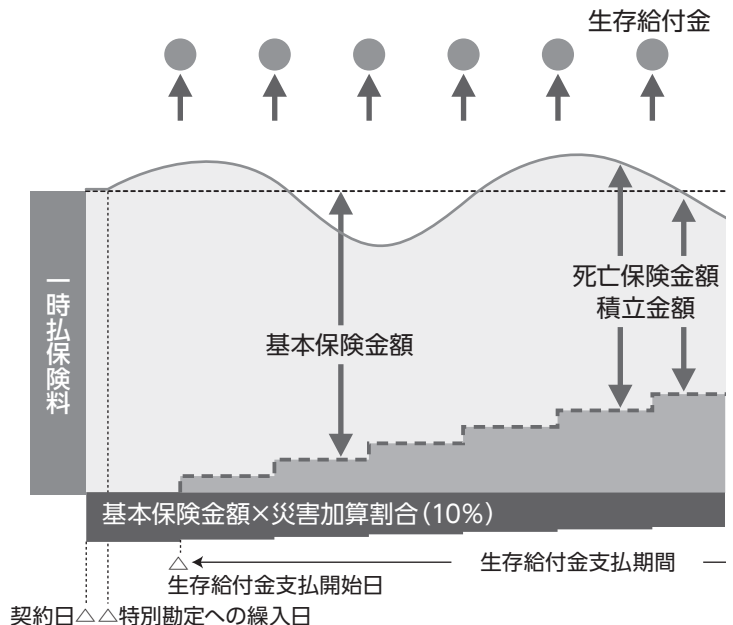 生存給付金
一時払保険料
死亡保険金額
積立金額
基本保険金額
基本保険金額×災害加算割合(10%)
生存給付金支払期間
生存給付金支払開始日
契約日△ △特別勘定への繰入日